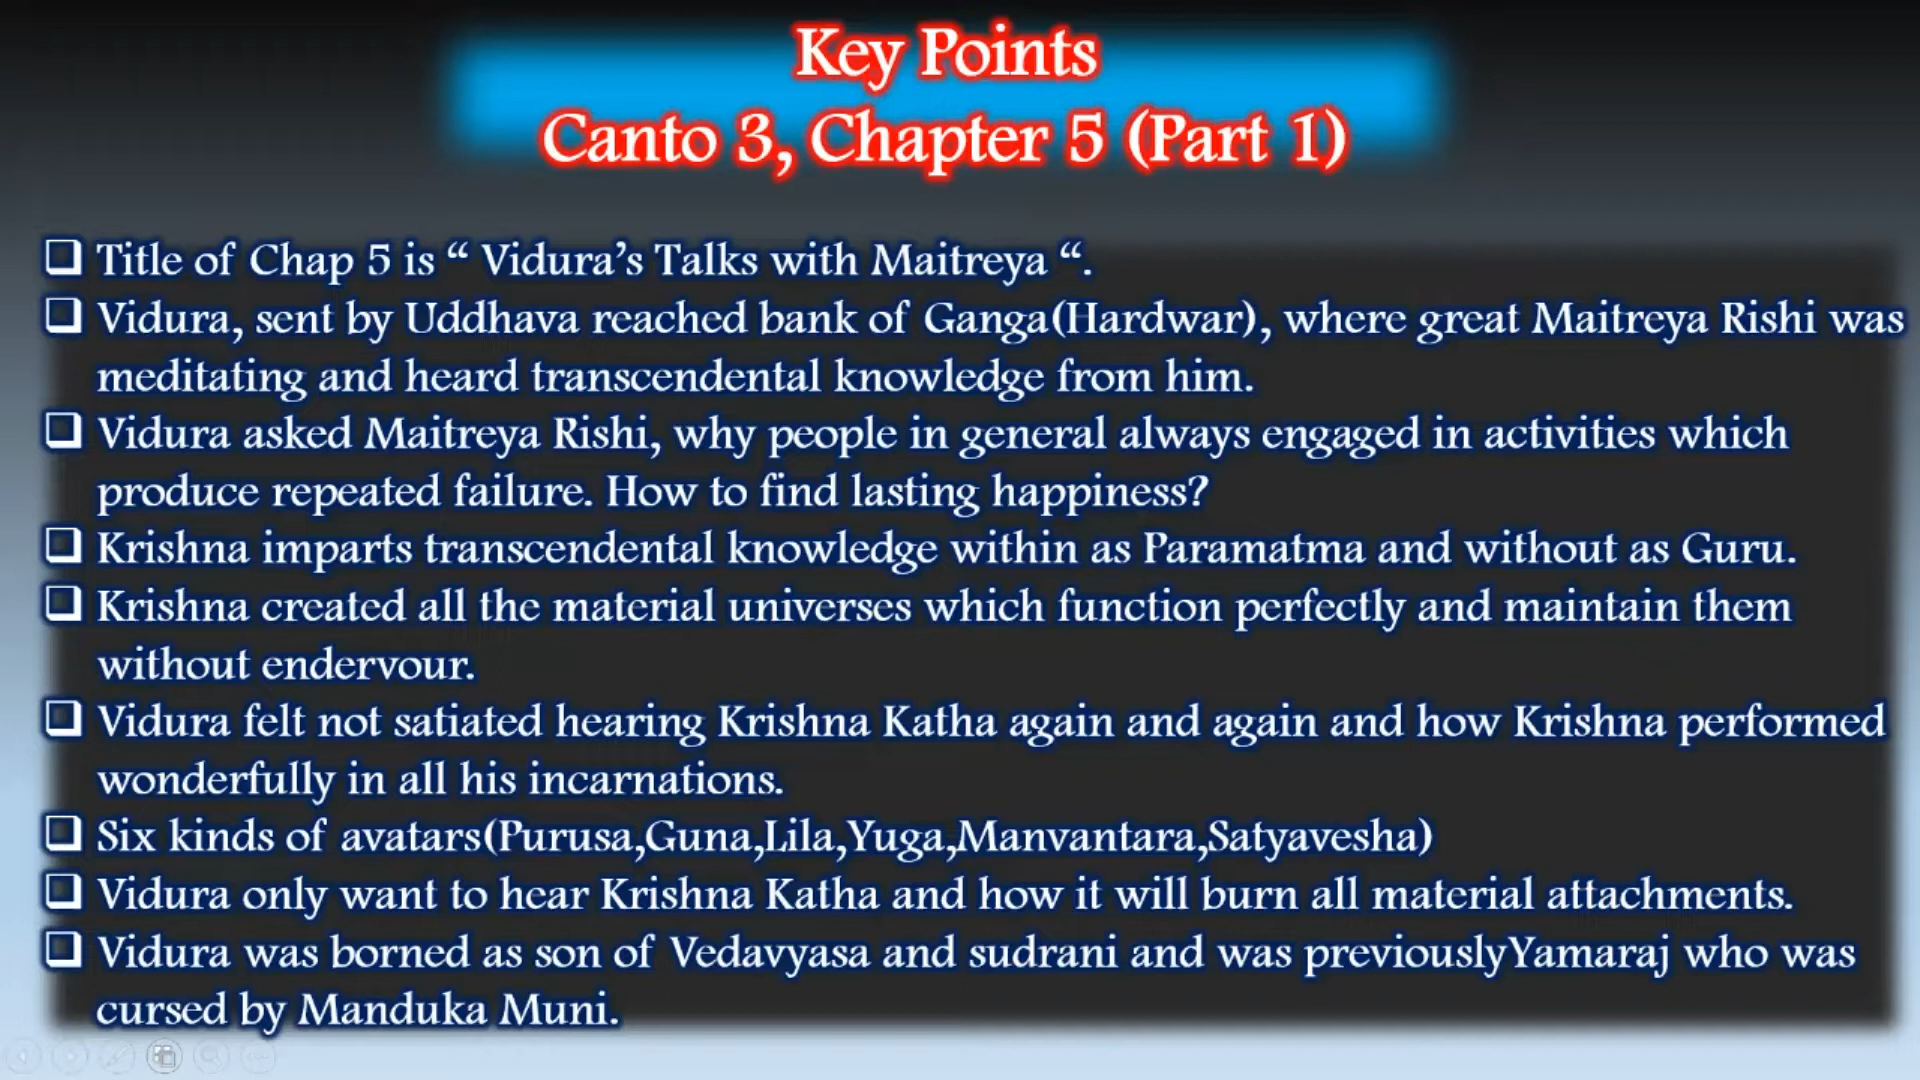 Key Points
Canto 3, Chapter 5 (Part 1)
Title of Chap 5 is “ Vidura’s Talks with Maitreya “.
Vidura, sent by Uddhava reached bank of Ganga(Hardwar), where great Maitreya Rishi was
meditating and heard transcendental knowledge from him.
Vidura asked Maitreya Rishi, why people in general always engaged in activities which
produce repeated failure. How to find lasting happiness?
Krishna imparts transcendental knowledge within as Paramatma and without as Guru.
Krishna created all the material universes which function perfectly and maintain them
without endervour.
Vidura felt not satiated hearing Krishna Katha again and again and how Krishna performed
wonderfully in all his incarnations.
Six kinds of avatars(Purusa,Guna,Lila,Yuga,Manvantara,Satyavesha)
Vidura only want to hear Krishna Katha and how it will burn all material attachments.
Vidura was borned as son of Vedavyasa and sudrani and was previouslyYamaraj who was
cursed by Manduka Muni.